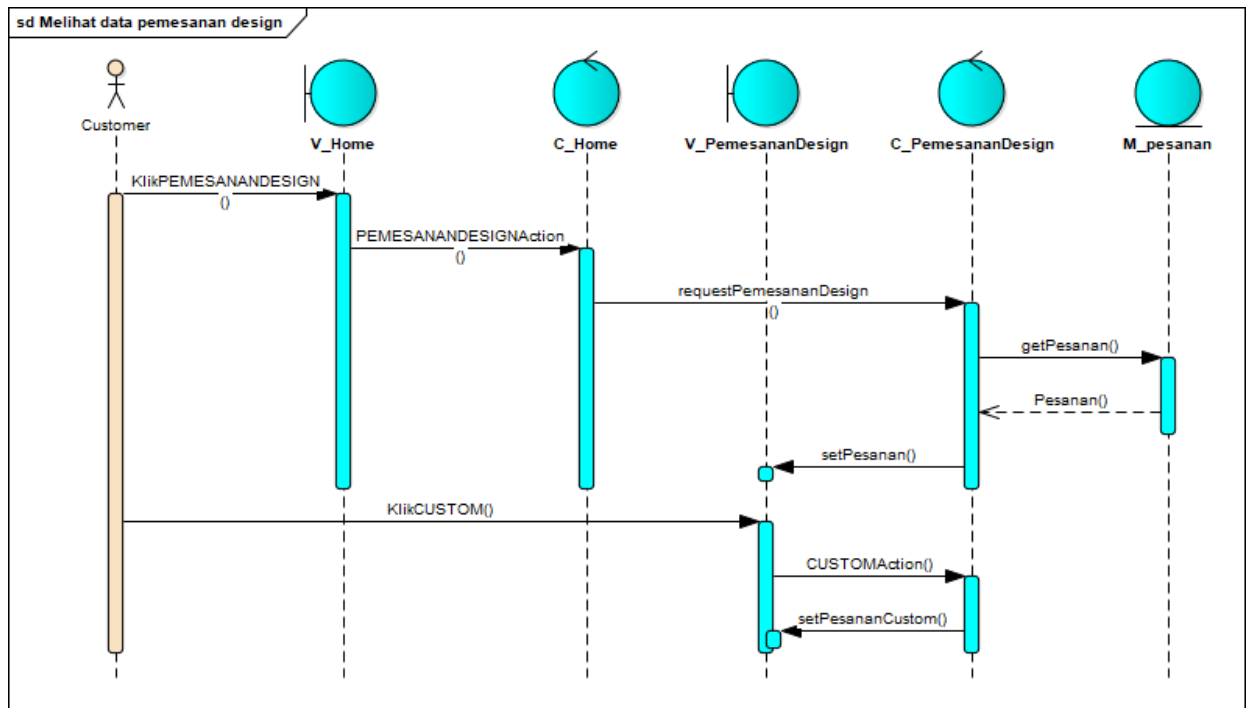 sd Melihat data pemesanan design
Customer
V_Home
C_Home
V_PemesananDesign
C_PemesananDesign
M_pesanan
KlikPEMESANANDESIGN
()
PEMESANANDESIGNAction
()
requestPemesananDesign
()
getPesanan()
Pesanan()
setPesanan()
KlikCUSTOM()
CUSTOMAction()
setPesananCustom()